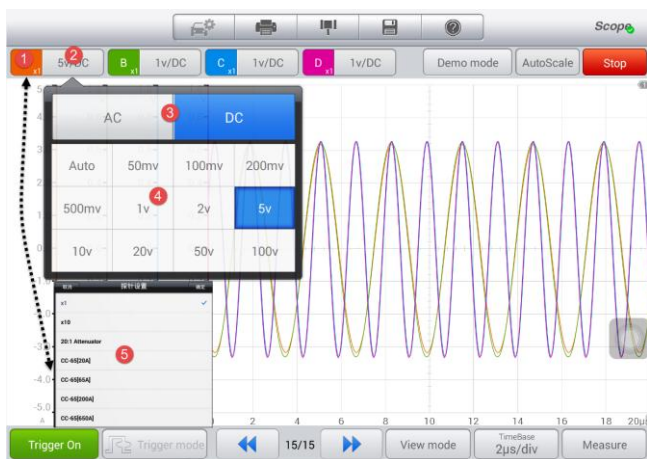 Scope
1 x1 2 5v/DC B x1 1v/DC C x1 1v/DC D x1 1v/DC Demo mode AutoScale Stop
AC 3 DC
Auto 50mv 100mv 200mv
500mv 1v 4 2v 5v
10v 20v 50v 100v
探针设置
x1
x10
20:1 Attenuator
5
CC-65[20A]
CC-65[65A]
CC-65[200A]
CC-65[650A]
-4.0
-5.0
2 4 6 8 10 12 14 16 18 20μs
Trigger On Trigger mode 15/15 View mode TimeBase Measure
2μs/div